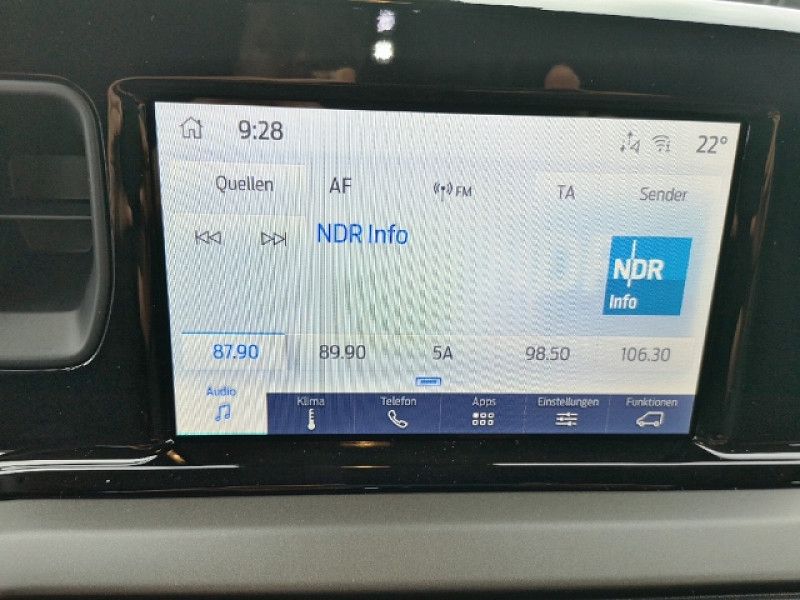 9:28
22°
Quellen AF FM TA Sender
NDR Info
NDR
Info
87.90 89.90 5A 98.50 106.30
Audio Klima Telefon Apps Einstellungen Funktionen